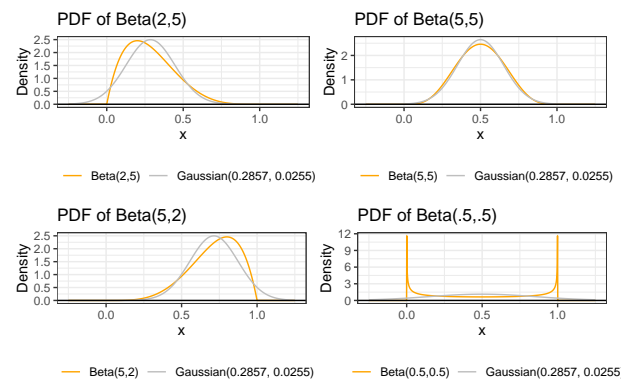 PDF of Beta(2,5)
Density
2.5
2.0
1.5
1.0
0.5
0.0
0.0 0.5 1.0
x
Beta(2,5) Gaussian(0.2857, 0.0255)
PDF of Beta(5,5)
Density
2
1
0
0.0 0.5 1.0
x
Beta(5,5) Gaussian(0.2857, 0.0255)
PDF of Beta(5,2)
Density
2.5
2.0
1.5
1.0
0.5
0.0
0.0 0.5 1.0
x
Beta(5,2) Gaussian(0.2857, 0.0255)
PDF of Beta(.5,.5)
Density
12
9
6
3
0
0.0 0.5 1.0
x
Beta(0.5,0.5) Gaussian(0.2857, 0.0255